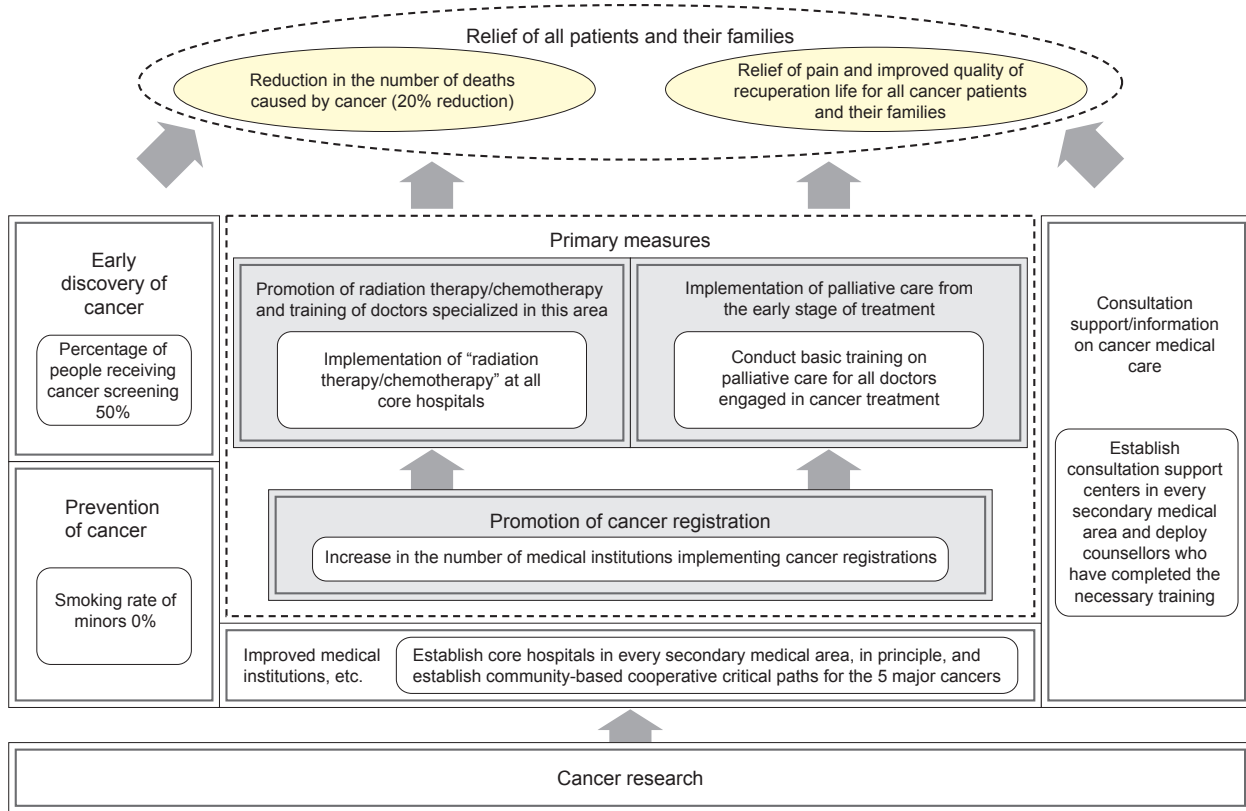 Relief of all patients and their families
Reduction in the number of deaths
caused by cancer (20% reduction)
Relief of pain and improved quality of
recuperation life for all cancer patients
and their families
Early
discovery of
cancer
Percentage of
people receiving
cancer screening
50%
Prevention
of cancer
Smoking rate of
minors 0%
Primary measures
Promotion of radiation therapy/chemotherapy
and training of doctors specialized in this area
Implementation of “radiation
therapy/chemotherapy” at all
core hospitals
Implementation of palliative care from
the early stage of treatment
Conduct basic training on
palliative care for all doctors
engaged in cancer treatment
Promotion of cancer registration
Increase in the number of medical institutions implementing cancer registrations
Improved medical
institutions, etc.
Establish core hospitals in every secondary medical area, in principle, and
establish community-based cooperative critical paths for the 5 major cancers
Consultation
support/information
on cancer medical
care
Establish
consultation support
centers in every
secondary medical
area and deploy
counsellors who
have completed the
necessary training
Cancer research